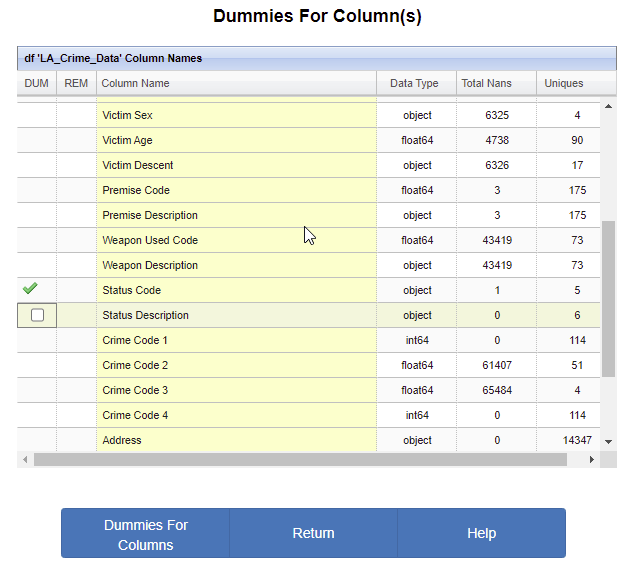 Dummies For Column(s)
df 'LA_Crime_Data' Column Names
DUM REM Column Name Data Type Total Nans Uniques
Victim Sex object 6325 4
Victim Age float64 4738 90
Victim Descent object 6326 17
Premise Code float64 3 175
Premise Description object 3 175
Weapon Used Code float64 43419 73
Weapon Description object 43419 73
Status Code object 1 5
Status Description object 0 6
Crime Code 1 int64 0 114
Crime Code 2 float64 61407 51
Crime Code 3 float64 65484 4
Crime Code 4 int64 0 114
Address object 0 14347
Dummies For
Columns
Return
Help